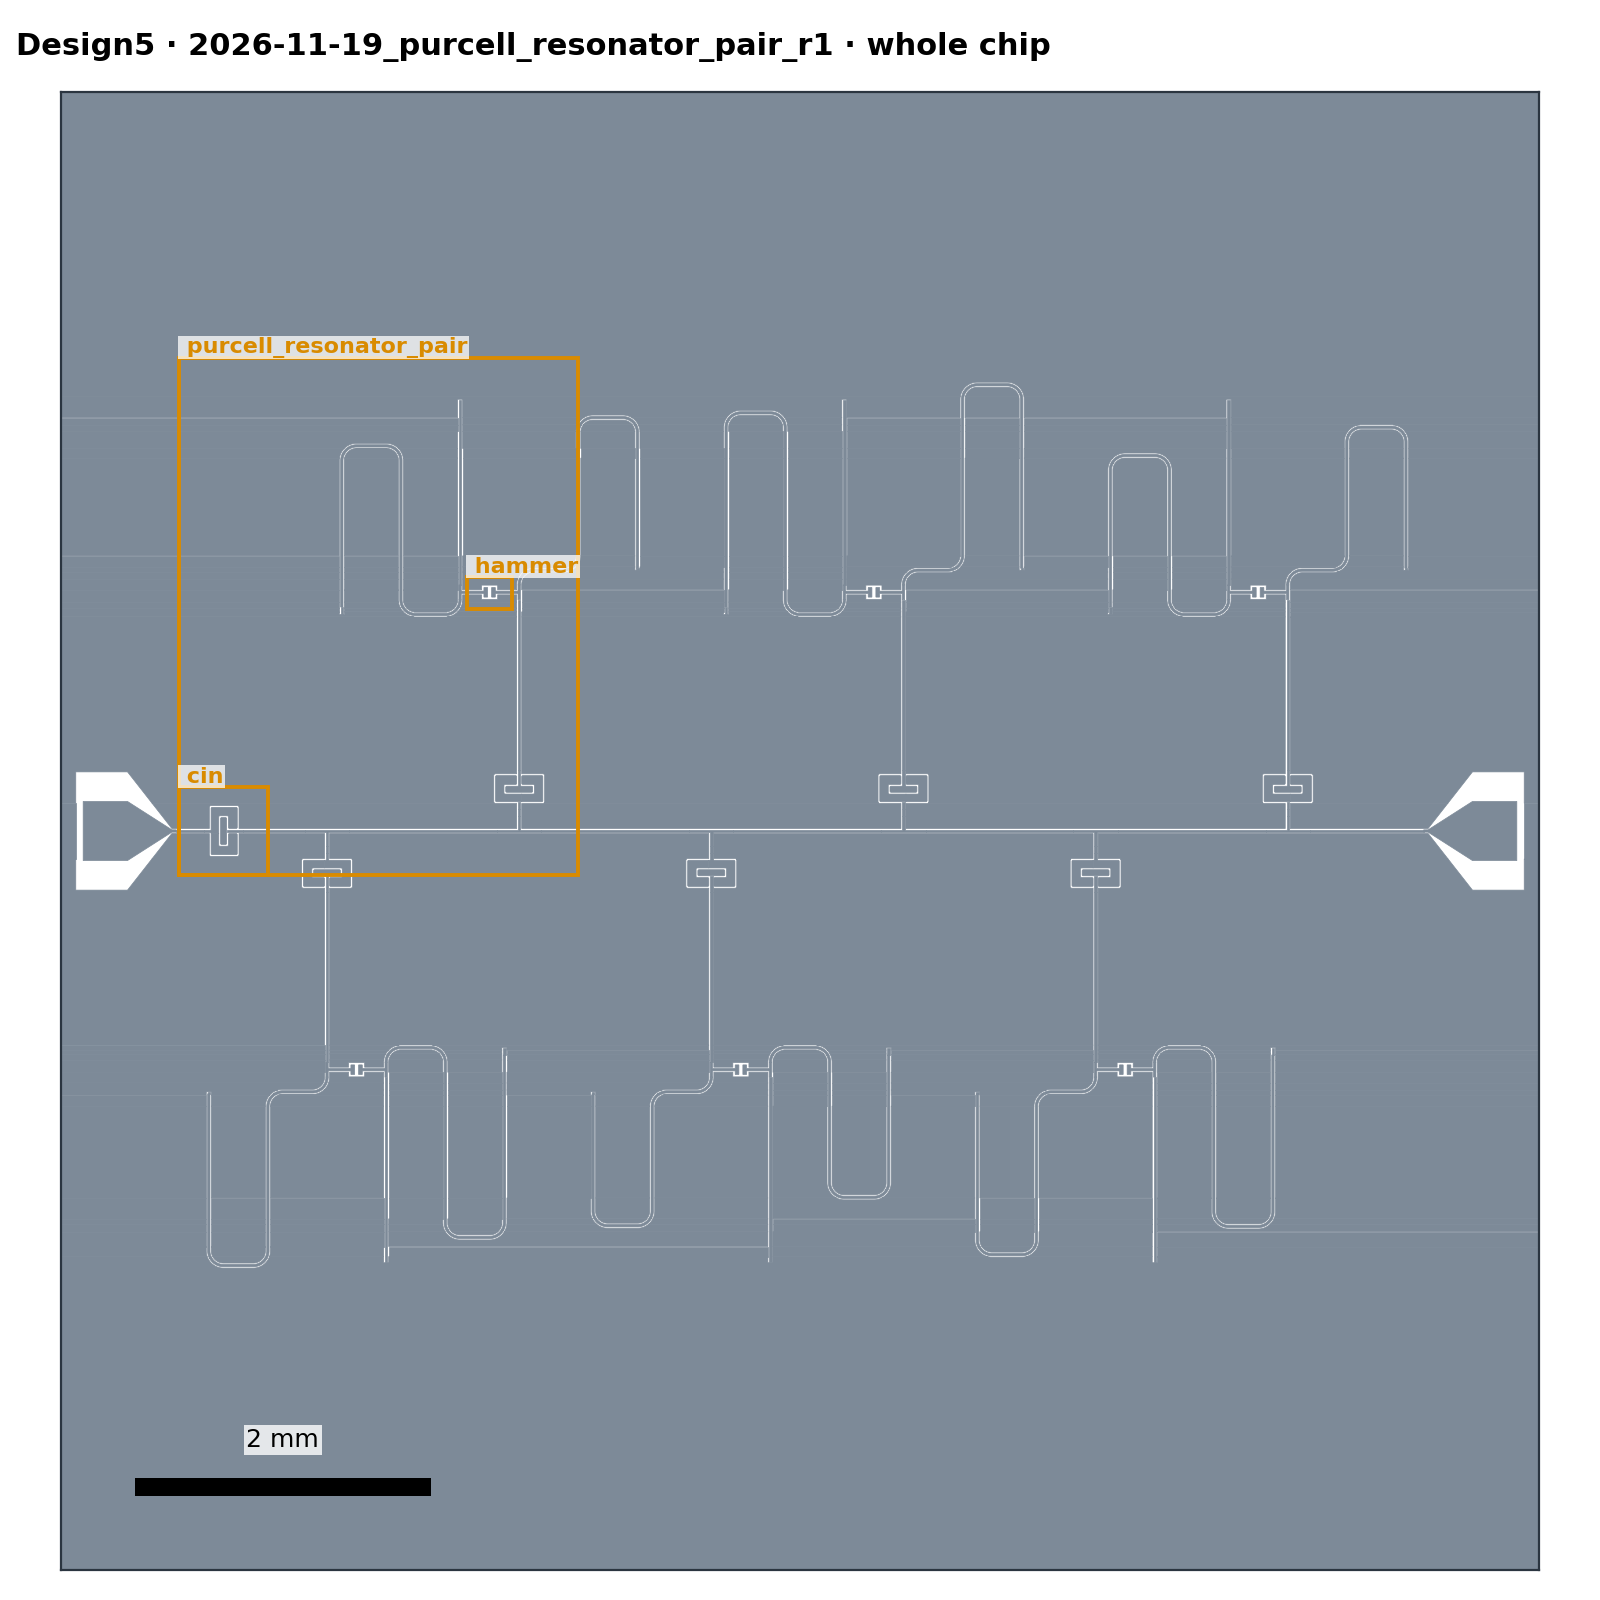 Design5 · 2026-11-19_purcell_resonator_pair_r1 · whole chip
purcell_resonator_pair
hammer
cin
2 mm